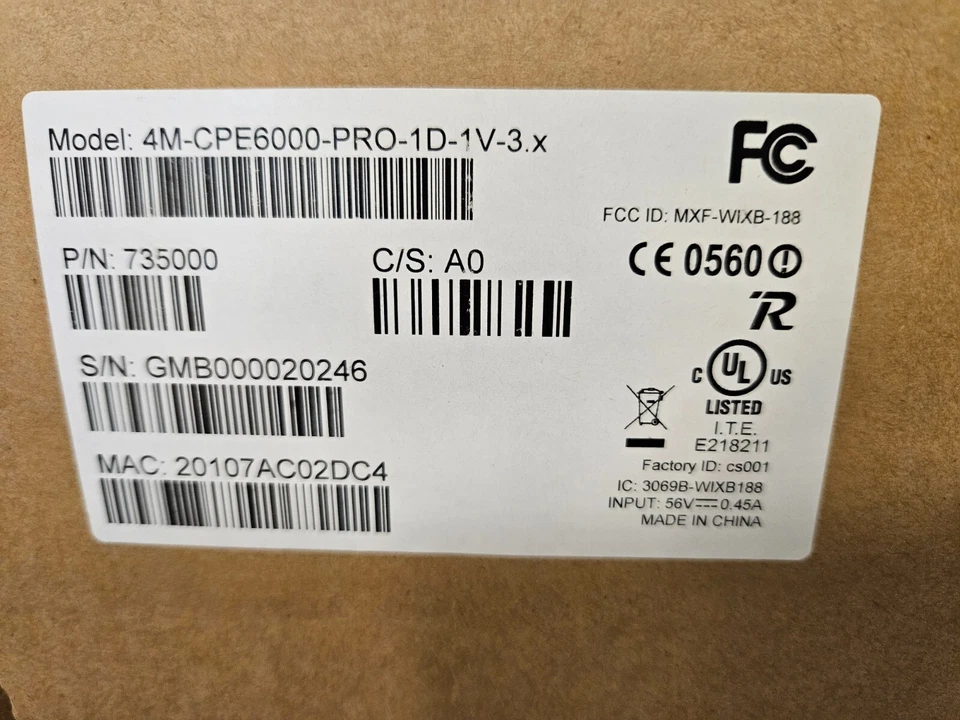 Model: 4M-CPE6000-PRO-1D-1V-3.x
FC
FCC ID: MXF-WIXB-188
P/N: 735000
C/S: A0
CE 0560
R
S/N: GMB000020246
C UL US
LISTED
I.T.E.
E218211
MAC: 20107AC02DC4
Factory ID: cs001
IC: 3069B-WIXB188
INPUT: 56V⎓0.45A
MADE IN CHINA